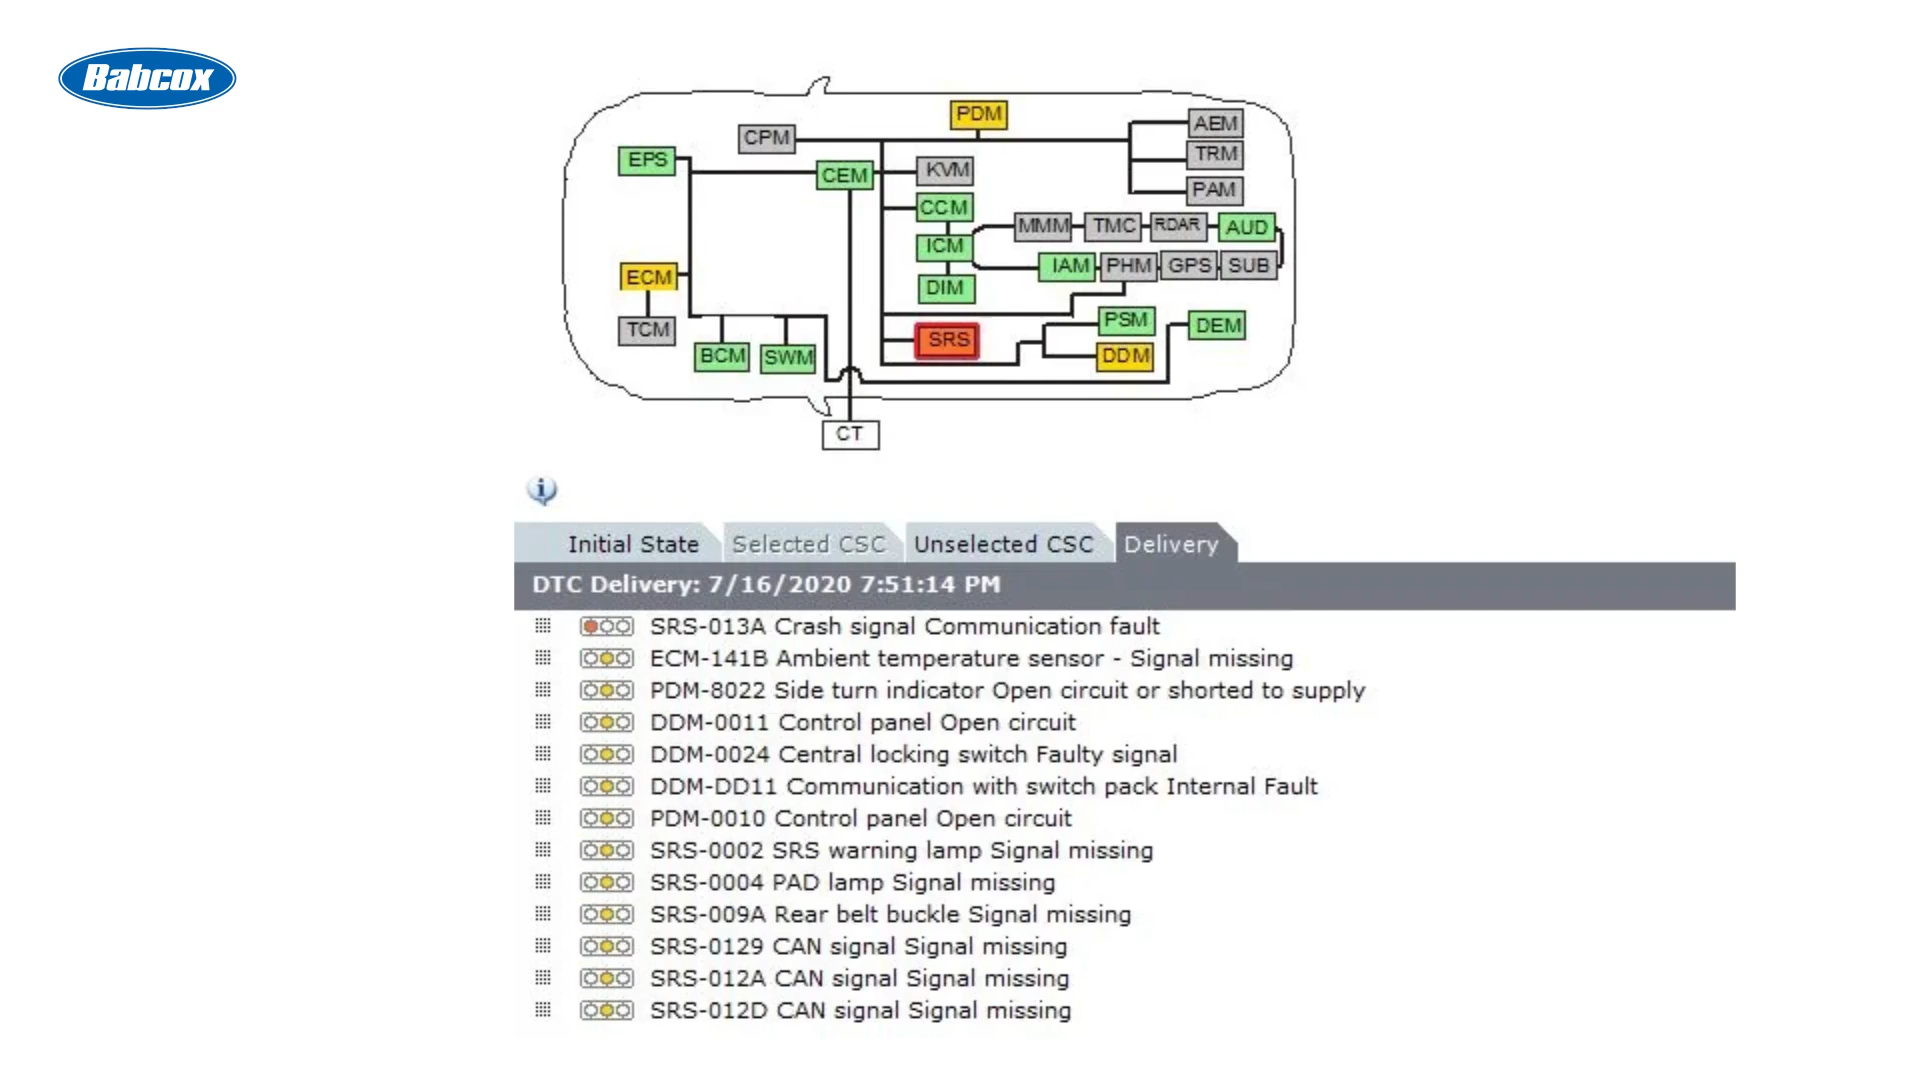 Babcox
PDM
CPM
AEM
TRM
EPS
CEM
KVM
PAM
CCM
MMM TMC RDAR AUD
ICM
IAM PHM GPS SUB
ECM
DIM
TCM
PSM
DEM
SRS
BCM
SWM
DDM
CT
i
Initial State Selected CSC Unselected CSC Delivery
DTC Delivery: 7/16/2020 7:51:14 PM
SRS-013A Crash signal Communication fault
ECM-141B Ambient temperature sensor - Signal missing
PDM-8022 Side turn indicator Open circuit or shorted to supply
DDM-0011 Control panel Open circuit
DDM-0024 Central locking switch Faulty signal
DDM-DD11 Communication with switch pack Internal Fault
PDM-0010 Control panel Open circuit
SRS-0002 SRS warning lamp Signal missing
SRS-0004 PAD lamp Signal missing
SRS-009A Rear belt buckle Signal missing
SRS-0129 CAN signal Signal missing
SRS-012A CAN signal Signal missing
SRS-012D CAN signal Signal missing